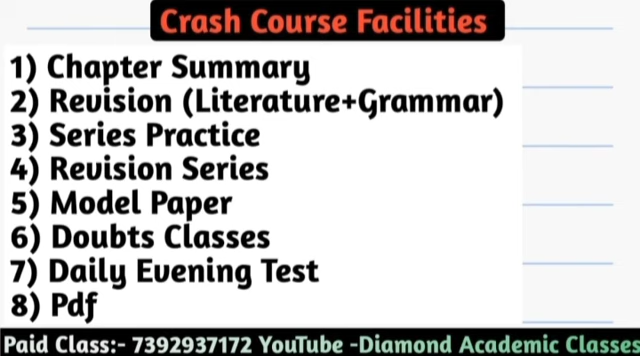 Crash Course Facilities
1) Chapter Summary
2) Revision (Literature+Grammar)
3) Series Practice
4) Revision Series
5) Model Paper
6) Doubts Classes
7) Daily Evening Test
8) Pdf
Paid Class:- 7392937172 YouTube -Diamond Academic Classes